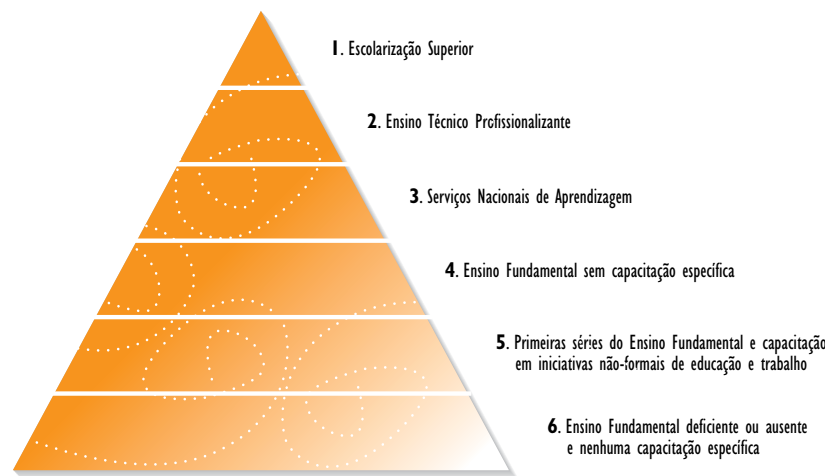 1. Escolarização Superior
2. Ensino Técnico Profissionalizante
3. Serviços Nacionais de Aprendizagem
4. Ensino Fundamental sem capacitação específica
5. Primeiras séries do Ensino Fundamental e capacitação
em iniciativas não-formais de educação e trabalho
6. Ensino Fundamental deficiente ou ausente
e nenhuma capacitação específica